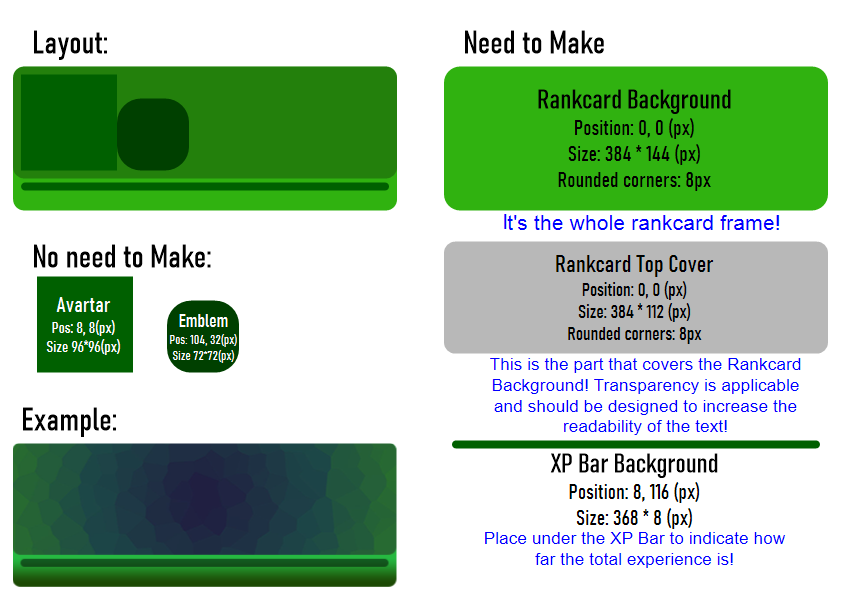 Layout:
No need to Make:
Avartar
Pos: 8, 8(px)
Size 96*96(px)
Emblem
Pos: 104, 32(px)
Size 72*72(px)
Example:
Need to Make
Rankcard Background
Position: 0, 0 (px)
Size: 384 * 144 (px)
Rounded corners: 8px
It's the whole rankcard frame!
Rankcard Top Cover
Position: 0, 0 (px)
Size: 384 * 112 (px)
Rounded corners: 8px
This is the part that covers the Rankcard
Background! Transparency is applicable
and should be designed to increase the
readability of the text!
XP Bar Background
Position: 8, 116 (px)
Size: 368 * 8 (px)
Place under the XP Bar to indicate how
far the total experience is!